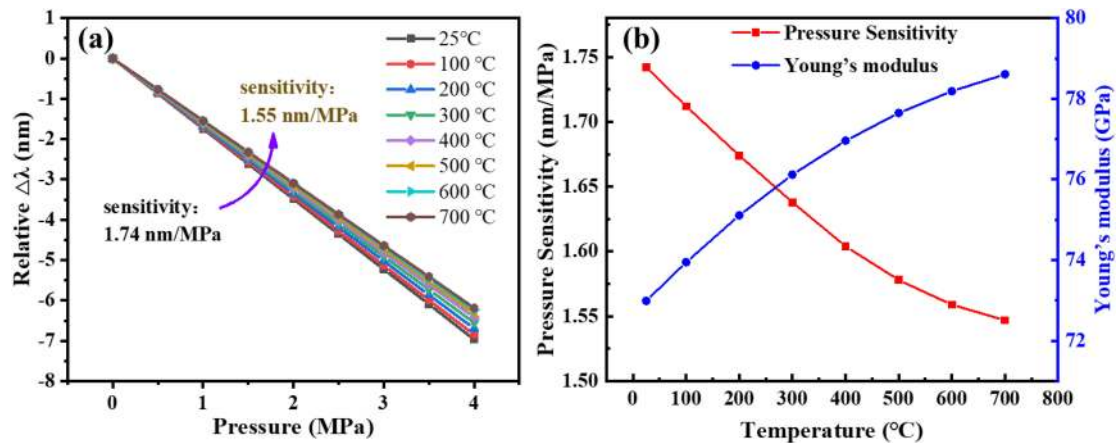 (a)
1
0
-1
-2
-3
-4
-5
-6
-7
-8
Relative △λ (nm)
0 1 2 3 4
Pressure (MPa)
sensitivity:
1.55 nm/MPa
sensitivity:
1.74 nm/MPa
25℃
100 ℃
200 ℃
300 ℃
400 ℃
500 ℃
600 ℃
700 ℃
(b)
Pressure Sensitivity
Young's modulus
1.75
1.70
1.65
1.60
1.55
1.50
Pressure Sensitivity (nm/MPa)
0 100 200 300 400 500 600 700 800
Temperature (℃)
80
78
76
74
72
Young's modulus (GPa)